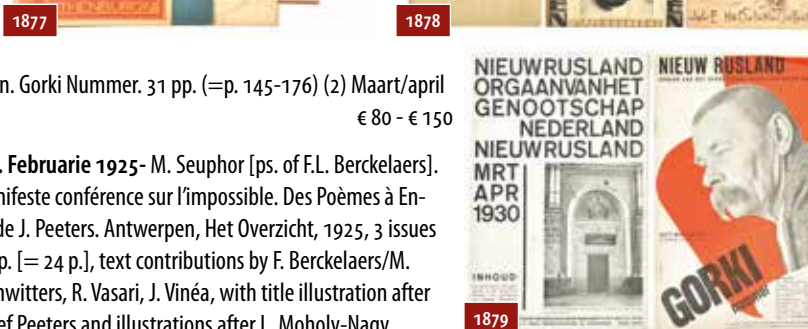 THENBURGNI
1877
1878
n. Gorki Nummer. 31 pp. (=p. 145-176) (2) Maart/april
€ 80 - € 150
. Februarie 1925- M. Seuphor [ps. of F.L. Berckelaers].
nifeste conférence sur l'impossible. Des Poèmes à En-
de J. Peeters. Antwerpen, Het Overzicht, 1925, 3 issues
p. [= 24 p.], text contributions by F. Berckelaers/M.
nwitters, R. Vasari, J. Vinéa, with title illustration after
ef Peeters and illustrations after L. Moholy-Nagy
NIEUWRUSLAND
ORGAANVANHET
GENOOTSCHAP
NEDERLAND
NIEUWRUSLAND
MRT
APR
1930
INHOUD
NIEUW RUSLAND
GORKI
nummer
1879